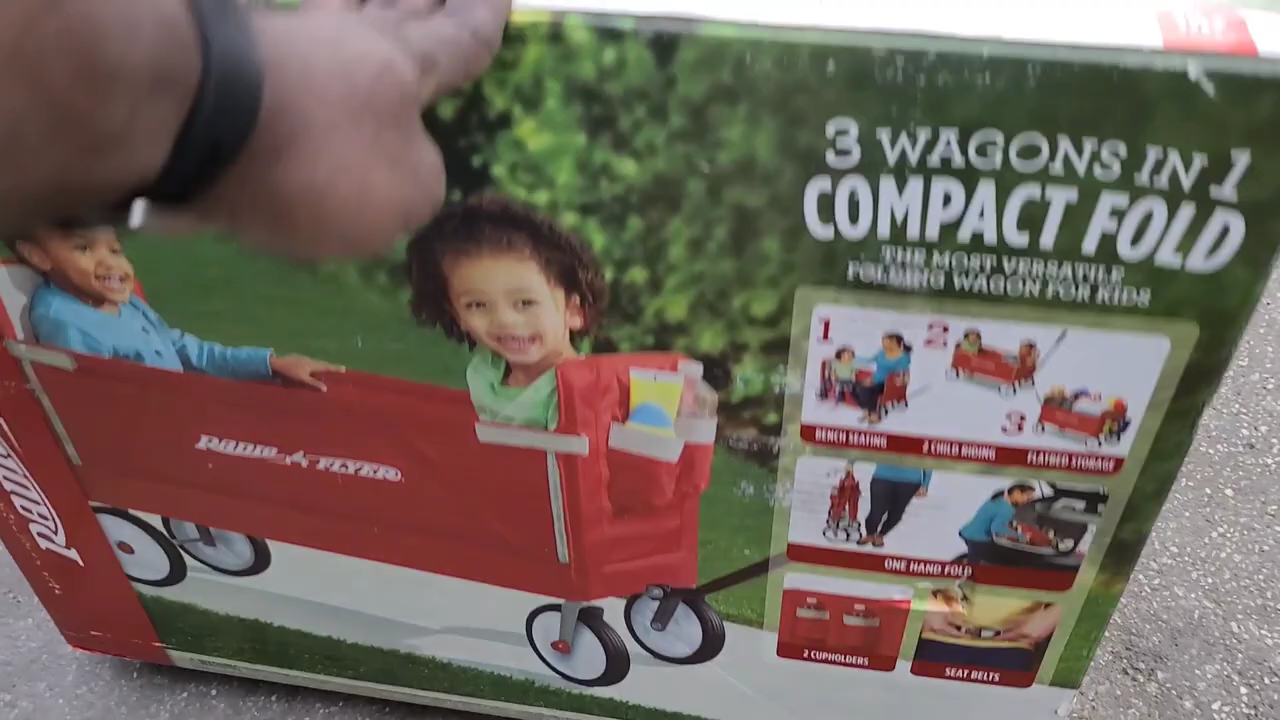 3 WAGONS IN 1
COMPACT FOLD
THE MOST VERSATILE
FOLDING WAGON FOR KIDS
1
2
3
BENCH SEATING
2 CHILD RIDING
FLATBED STORAGE
RADIO FLYER
ONE HAND FOLD
2 CUPHOLDERS
SEAT BELTS